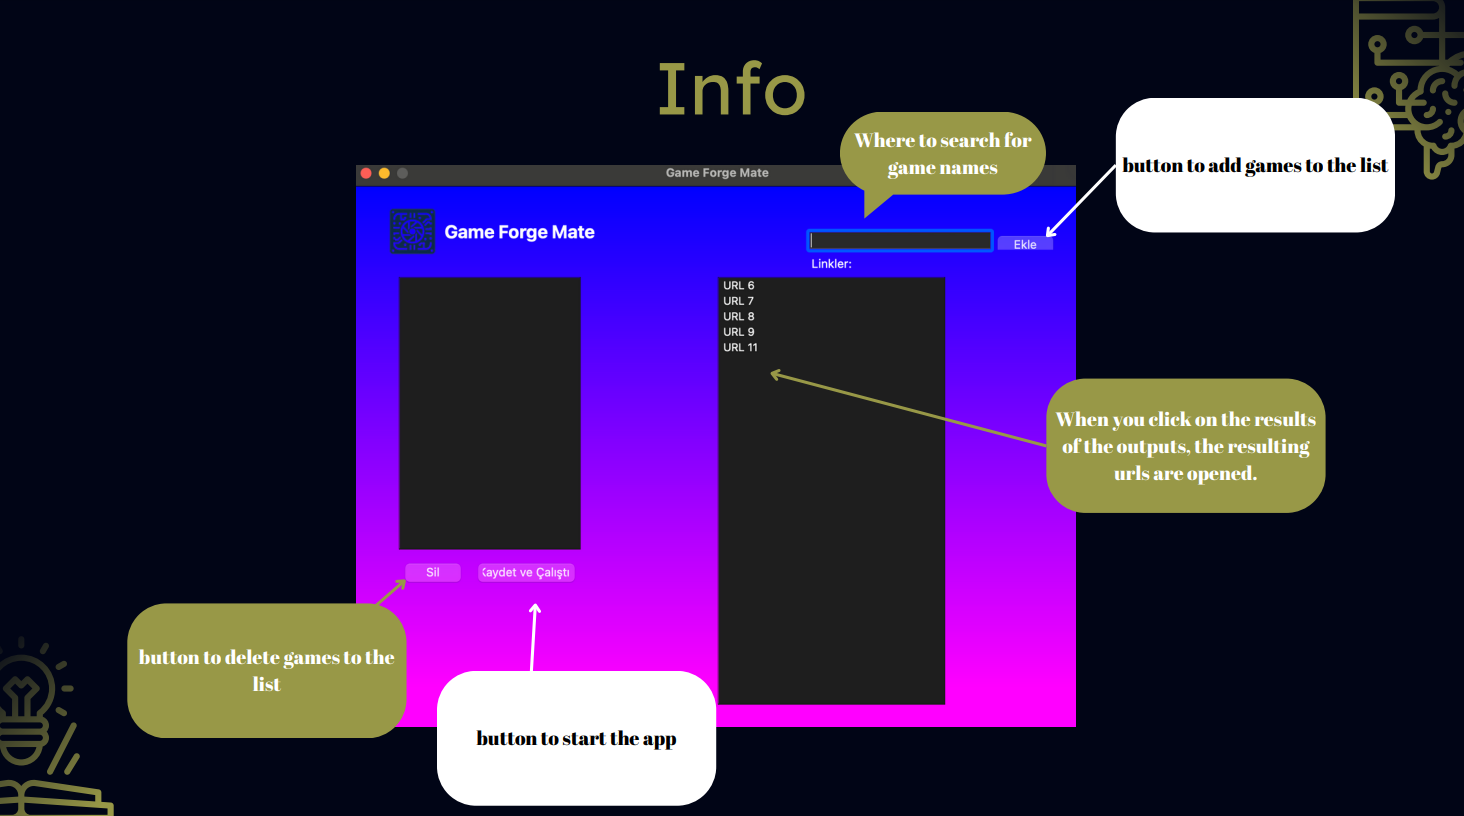 Info
Where to search for
game names
button to add games to the list
Game Forge Mate
Game Forge Mate
Ekle
Linkler:
URL 6
URL 7
URL 8
URL 9
URL 11
When you click on the results
of the outputs, the resulting
urls are opened.
Sil
Kaydet ve Çalıştı
button to delete games to the
list
button to start the app